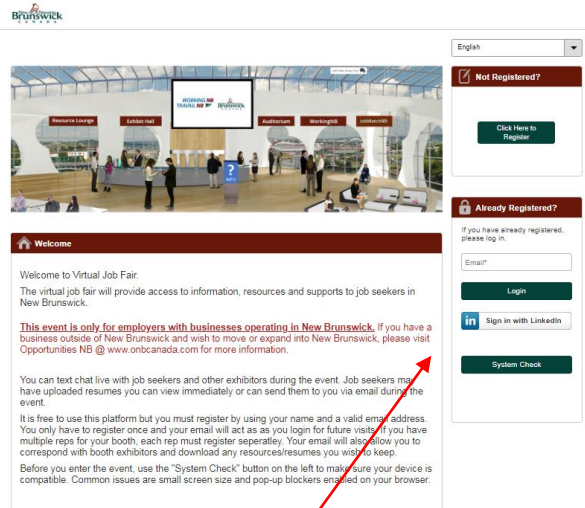 New Nouveau
Brunswick
CANADA
English
WORKING NB
TRAVAIL NB
Brunswick
Resource Lounge
Exhibit Hall
Auditorium
WorkingNB
JobMatchNB
?
INFO
Not Registered?
Click Here to
Register
Already Registered?
If you have already registered,
please log in.
Email*
Login
in Sign in with LinkedIn
System Check
Welcome
Welcome to Virtual Job Fair.
The virtual job fair will provide access to information, resources and supports to job seekers in
New Brunswick.
This event is only for employers with businesses operating in New Brunswick. If you have a
business outside of New Brunswick and wish to move or expand into New Brunswick, please visit
Opportunities NB @ www.onbcanada.com for more information.
You can text chat live with job seekers and other exhibitors during the event. Job seekers may
have uploaded resumes you can view immediately or can send them to you via email during the
event.
It is free to use this platform but you must register by using your name and a valid email address.
You only have to register once and your email will act as as you login for future visits. If you have
multiple reps for your booth, each rep must register seperatley. Your email will also allow you to
correspond with booth exhibitors and download any resources/resumes you wish to keep.
Before you enter the event, use the "System Check" button on the left to make sure your device is
compatible. Common issues are small screen size and pop-up blockers enabled on your browser.